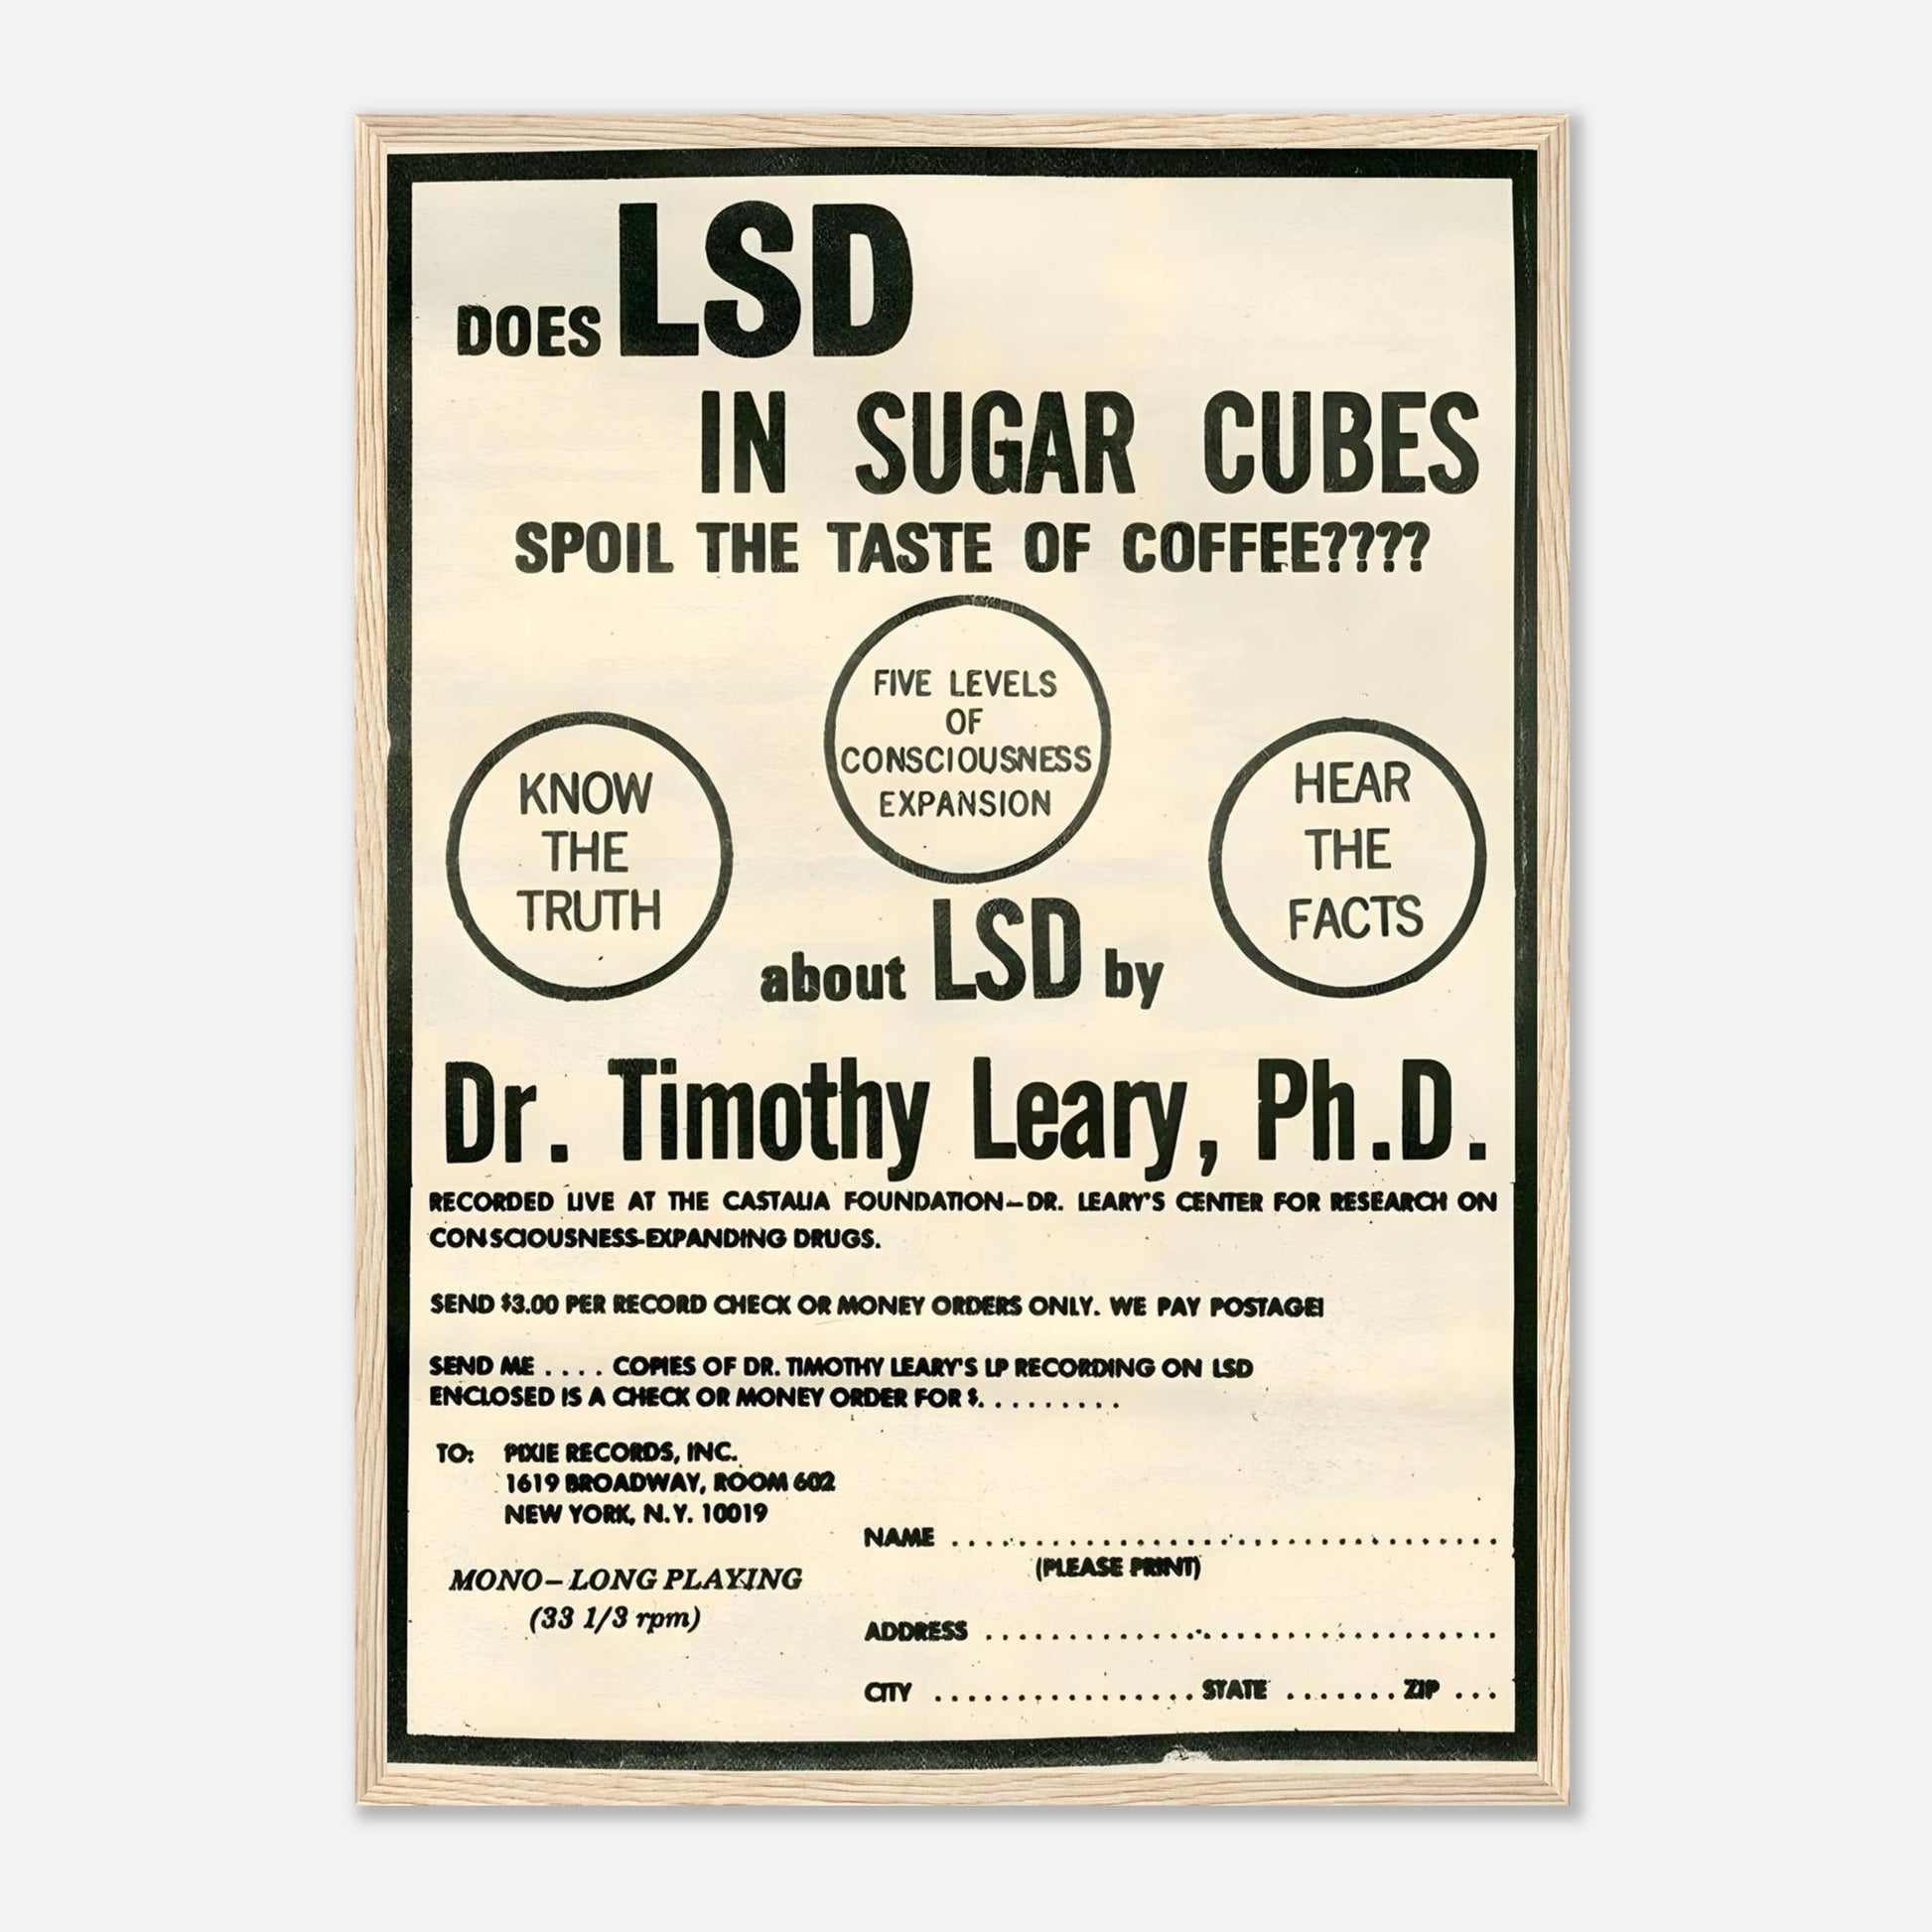 DOES LSD
IN SUGAR CUBES
SPOIL THE TASTE OF COFFEE????
FIVE LEVELS
OF
CONSCIOUSNESS
EXPANSION
KNOW
THE
TRUTH
HEAR
THE
FACTS
about LSD by
Dr. Timothy Leary, Ph.D.
RECORDED LIVE AT THE CASTALIA FOUNDATION—DR. LEARY'S CENTER FOR RESEARCH ON
CONSCIOUSNESS-EXPANDING DRUGS.
SEND $3.00 PER RECORD CHECK OR MONEY ORDERS ONLY. WE PAY POSTAGE!
SEND ME .... COPIES OF DR. TIMOTHY LEARY'S LP RECORDING ON LSD
ENCLOSED IS A CHECK OR MONEY ORDER FOR $.........
TO: PIXIE RECORDS, INC.
1619 BROADWAY, ROOM 602
NEW YORK, N.Y. 10019
MONO—LONG PLAYING
(33 1/3 rpm)
NAME ........................................
(PLEASE PRINT)
ADDRESS ......................................
CITY ................... STATE ....... ZIP ...